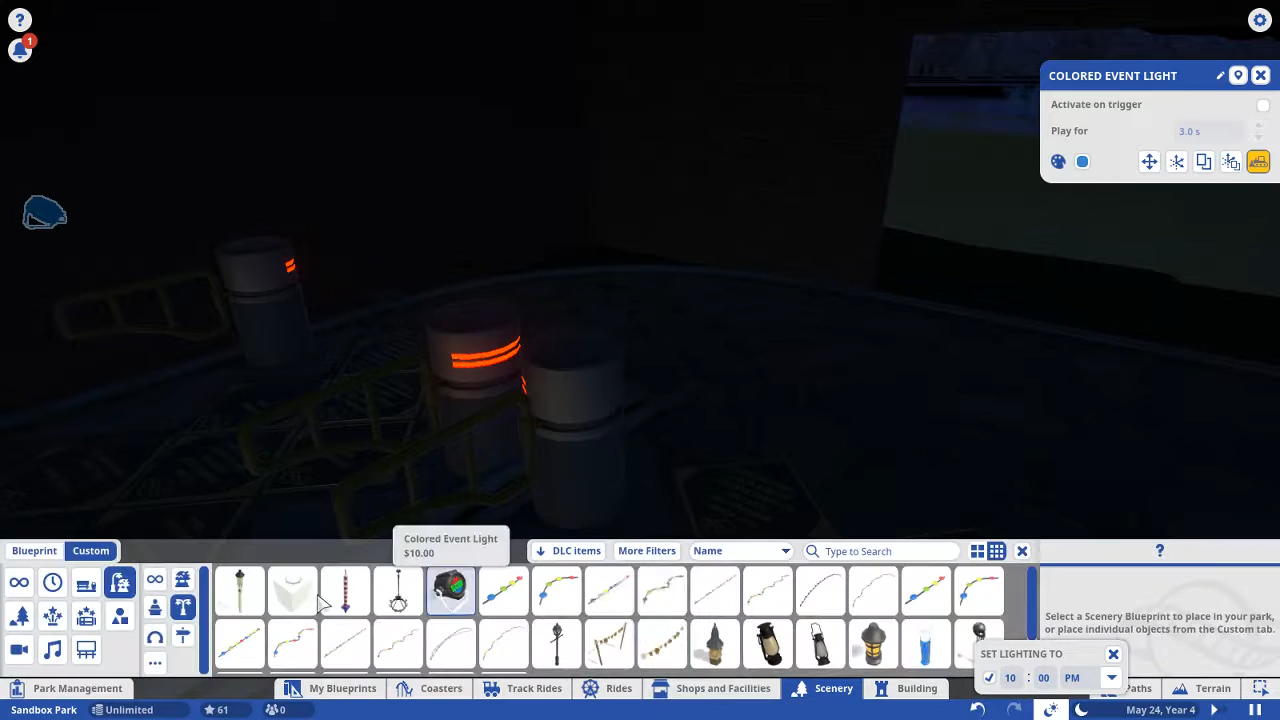 ?
1
COLORED EVENT LIGHT
Activate on trigger
Play for
3.0 s
Colored Event Light
$10.00
Blueprint
Custom
DLC items
More Filters
Name
Type to Search
?
Select a Scenery Blueprint to place in your park,
or place individual objects from the Custom tab.
SET LIGHTING TO
10 : 00 PM
Park Management
My Blueprints
Coasters
Track Rides
Rides
Shops and Facilities
Scenery
Building
Paths
Terrain
Sandbox Park
Unlimited
61
0
May 24, Year 4